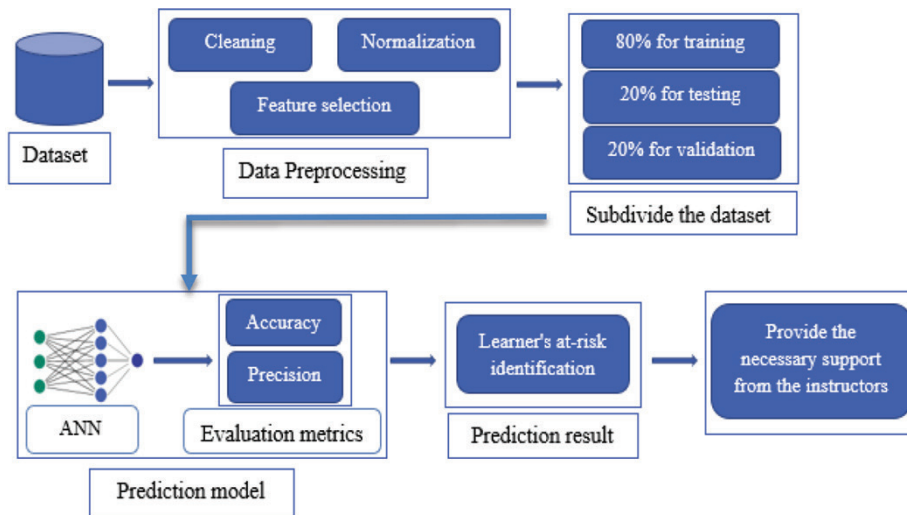 Cleaning
Normalization
Feature selection
Dataset
Data Preprocessing
80% for training
20% for testing
20% for validation
Subdivide the dataset
ANN
Accuracy
Precision
Evaluation metrics
Prediction model
Learner's at-risk
identification
Prediction result
Provide the
necessary support
from the instructors